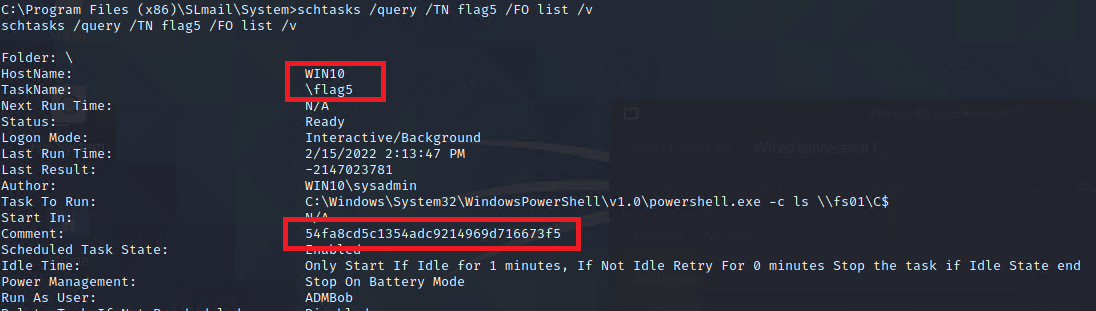 C:\Program Files (x86)\SLmail\System>schtasks /query /TN flag5 /FO list /v
schtasks /query /TN flag5 /FO list /v
Folder: \
HostName: WIN10
TaskName: \flag5
Next Run Time: N/A
Status: Ready
Logon Mode: Interactive/Background
Last Run Time: 2/15/2022 2:13:47 PM
Last Result: -2147023781
Author: WIN10\sysadmin
Task To Run: C:\Windows\System32\WindowsPowerShell\v1.0\powershell.exe -c ls \\fs01\C$
Start In: N/A
Comment: 54fa8cd5c1354adc9214969d716673f5
Scheduled Task State: Enabled
Idle Time: Only Start If Idle for 1 minutes, If Not Idle Retry For 0 minutes Stop the task if Idle State end
Power Management: Stop On Battery Mode
Run As User: ADMBob